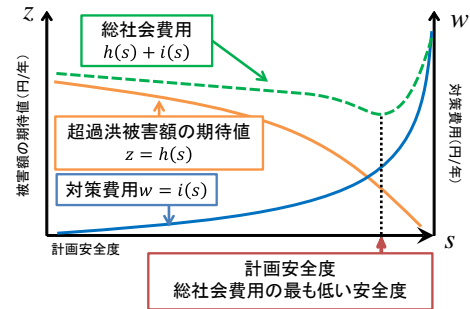 z
w
総社会費用
h(s) + i(s)
超過洪被害額の期待値
z = h(s)
対策費用w = i(s)
被害額の期待値(円/年)
対策費用(円/年)
計画安全度
s
計画安全度
総社会費用の最も低い安全度